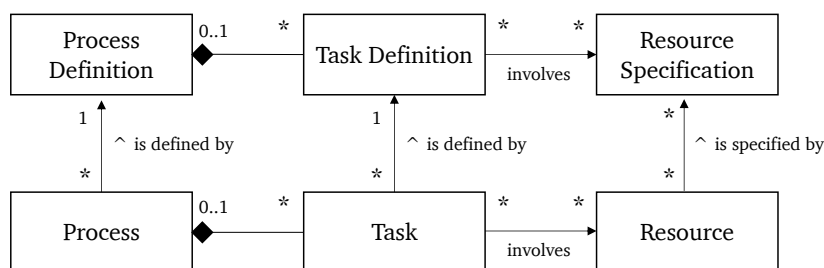 Process
Definition
0..1
*
Task Definition
*
*
involves
Resource
Specification
1
^ is defined by
*
1
^ is defined by
*
*
^ is specified by
*
Process
0..1
*
Task
*
*
involves
Resource